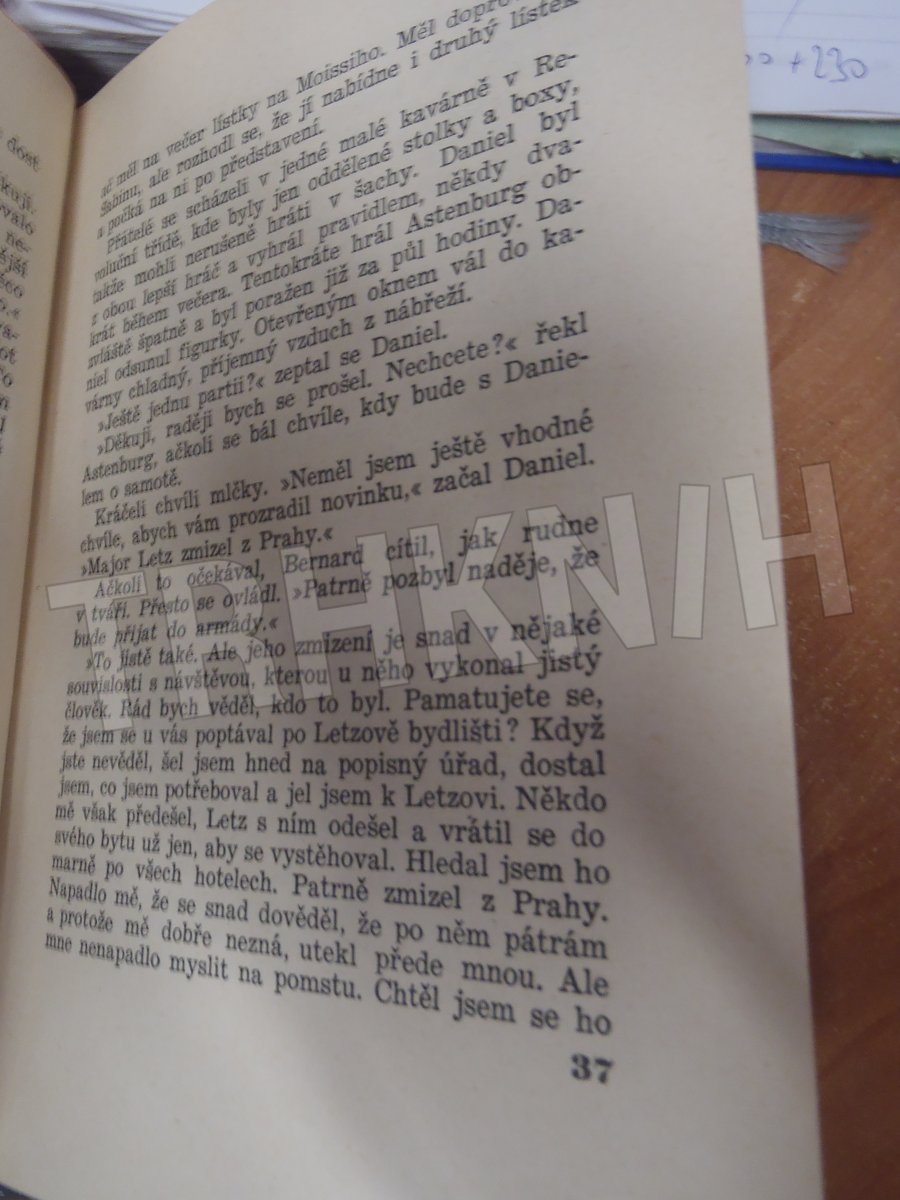 ač měl na večer lístky na Moissiho. Měl
Sabinu, ale rozhodl se, že jí nabídne i druhý lístek
a počká na ni po představení.
Přátelé se scházeli v jedné malé kavárně v Re-
voluční třídě, kde byly jen oddělené stolky a boxy,
takže mohli nerušeně hráti v šachy. Daniel byl
z obou lepší hráč a vyhrál pravidlem, někdy dva-
krát během večera. Tentokráte hrál Astenburg ob-
zvláště špatně a byl poražen již za půl hodiny. Da-
niel odsunul figurky. Otevřeným oknem vál do ka-
várny chladný, příjemný vzduch z nábřeží.
»Ještě jednu partii?« zeptal se Daniel.
»Děkuji, raději bych se prošel. Nechcete?« řekl
Astenburg, ačkoli se bál chvíle, kdy bude s Danie-
lem o samotě.
Kráčeli chvíli mlčky. »Neměl jsem ještě vhodné
chvíle, abych vám prozradil novinku,« začal Daniel.
»Major Letz zmizel z Prahy.«
Ačkoli to očekával, Bernard cítil, jak rudne
v tváři. Přesto se ovládl. »Patrně pozbyl naděje, že
bude přijat do armády.«
»To jistě také. Ale jeho zmizení je snad v nějaké
souvislosti s návštěvou, kterou u něho vykonal jistý
člověk. Rád bych věděl, kdo to byl. Pamatujete se,
že jsem se u vás poptával po Letzově bydlišti? Když
jste nevěděl, šel jsem hned na popisný úřad, dostal
jsem, co jsem potřeboval a jel jsem k Letzovi. Někdo
mě však předešel, Letz s ním odešel a vrátil se do
svého bytu už jen, aby se vystěhoval. Hledal jsem ho
marně po všech hotelech. Patrně zmizel z Prahy.
Napadlo mě, že se snad dověděl, že po něm pátrám
a protože mě dobře nezná, utekl přede mnou. Ale
mne nenapadlo myslit na pomstu. Chtěl jsem se ho
37
dost
+230
TRHKNIH